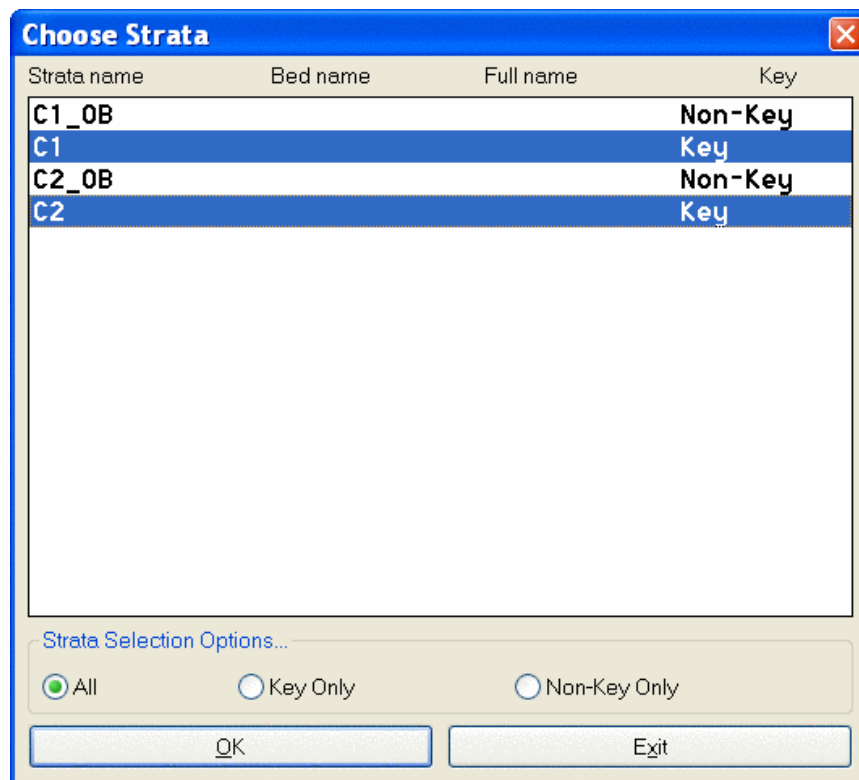 Choose Strata
Strata name Bed name Full name Key
C1_OB Non-Key
C1 Key
C2_OB Non-Key
C2 Key
Strata Selection Options...
All Key Only Non-Key Only
OK Exit